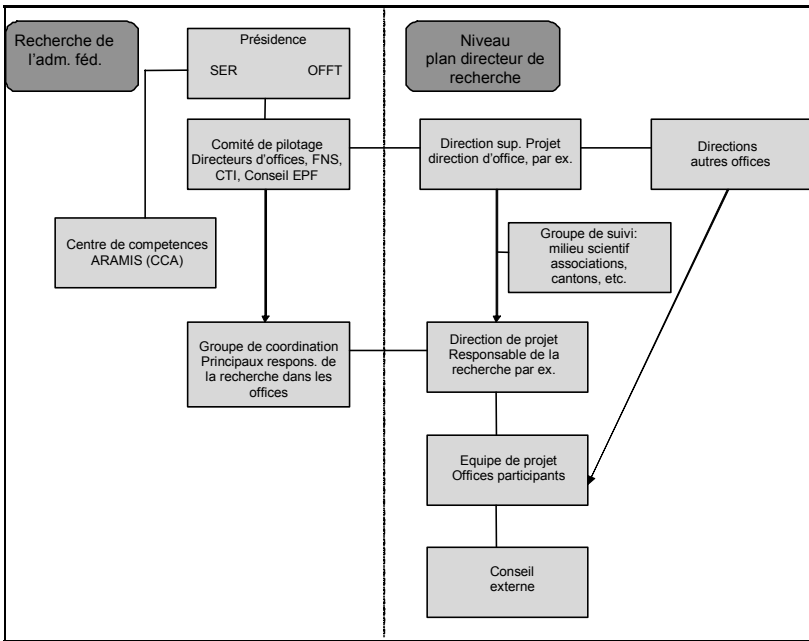 Recherche de
l'adm. féd.
Présidence
SER OFFT
Niveau
plan directeur de
recherche
Comité de pilotage
Directeurs d'offices, FNS,
CTI, Conseil EPF
Direction sup. Projet
direction d'office, par ex.
Directions
autres offices
Centre de competences
ARAMIS (CCA)
Groupe de suivi:
milieu scientif
associations,
cantons, etc.
Groupe de coordination
Principaux respons. de
la recherche dans les
offices
Direction de projet
Responsable de la
recherche par ex.
Equipe de projet
Offices participants
Conseil
externe